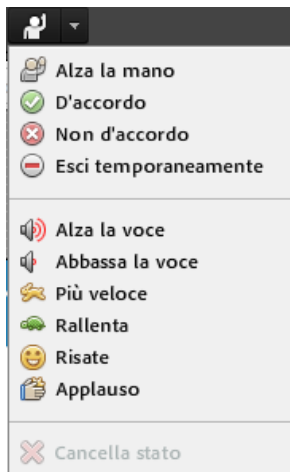 Alza la mano
D'accordo
Non d'accordo
Esci temporaneamente
Alza la voce
Abbassa la voce
Più veloce
Rallenta
Risate
Applauso
Cancella stato